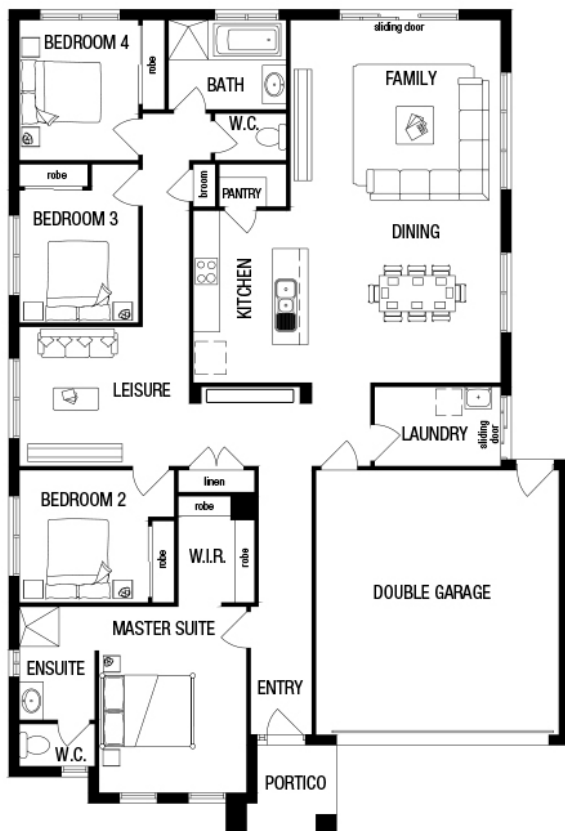 sliding door
BEDROOM 4
robe
BATH
FAMILY
W.C.
robe
broom
PANTRY
BEDROOM 3
DINING
KITCHEN
LEISURE
LAUNDRY
sliding
door
linen
BEDROOM 2
robe
robe
W.I.R.
robe
DOUBLE GARAGE
MASTER SUITE
ENSUITE
ENTRY
W.C.
PORTICO